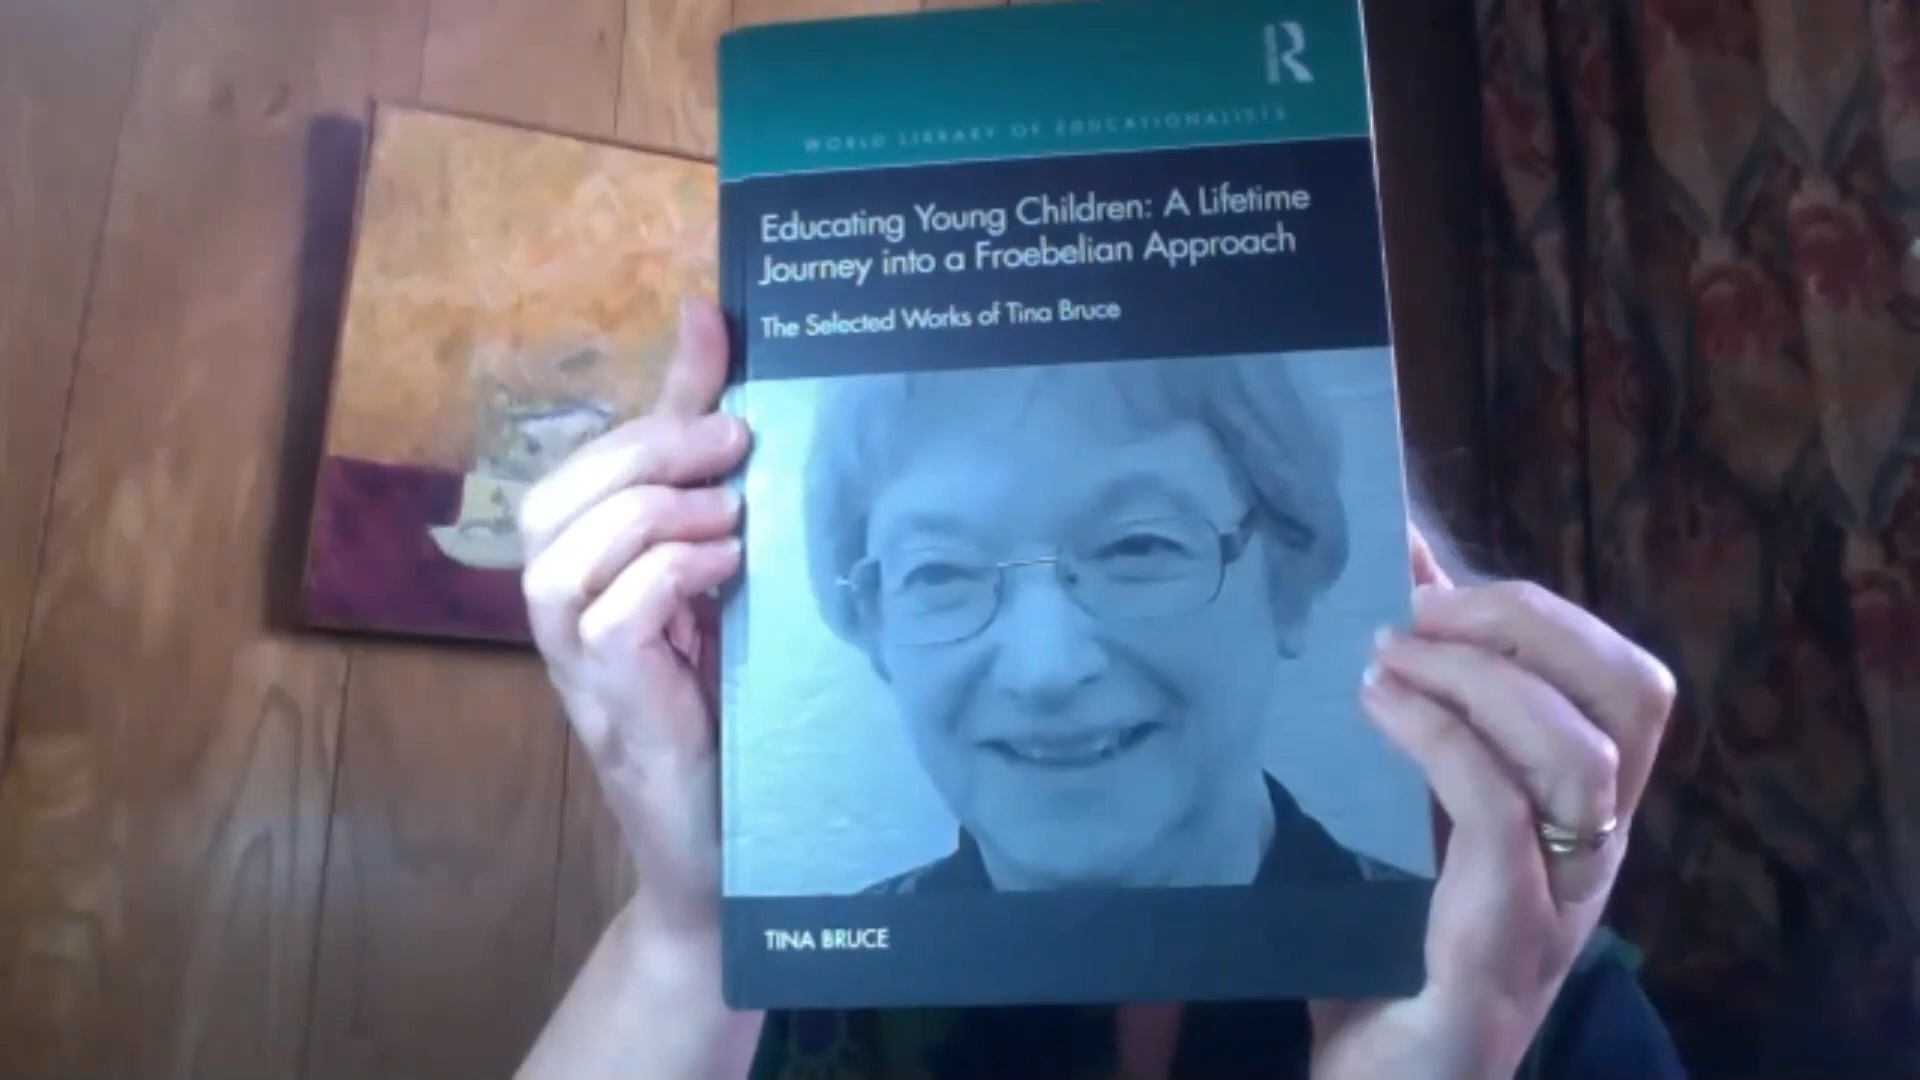 R
WORLD LIBRARY OF EDUCATIONALISTS
Educating Young Children: A Lifetime
Journey into a Froebelian Approach
The Selected Works of Tina Bruce
TINA BRUCE